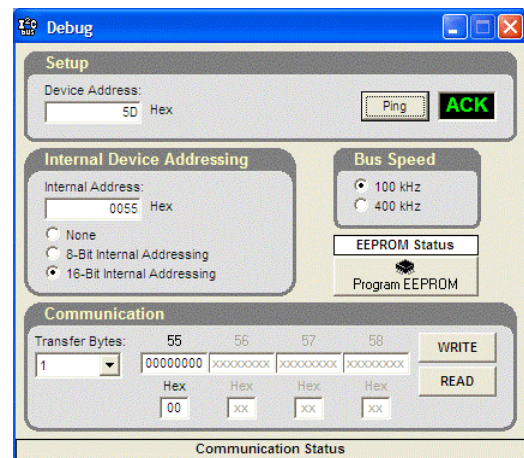 I²C BUS Debug
Setup
Device Address:
5D Hex
Ping ACK
Internal Device Addressing
Internal Address:
0055 Hex
None
8-Bit Internal Addressing
16-Bit Internal Addressing
Bus Speed
100 kHz
400 kHz
EEPROM Status
Program EEPROM
Communication
Transfer Bytes: 55 56 57 58
1 00000000 xxxxxxxx xxxxxxxx xxxxxxxx
Hex Hex Hex Hex
00 xx xx xx
WRITE
READ
Communication Status